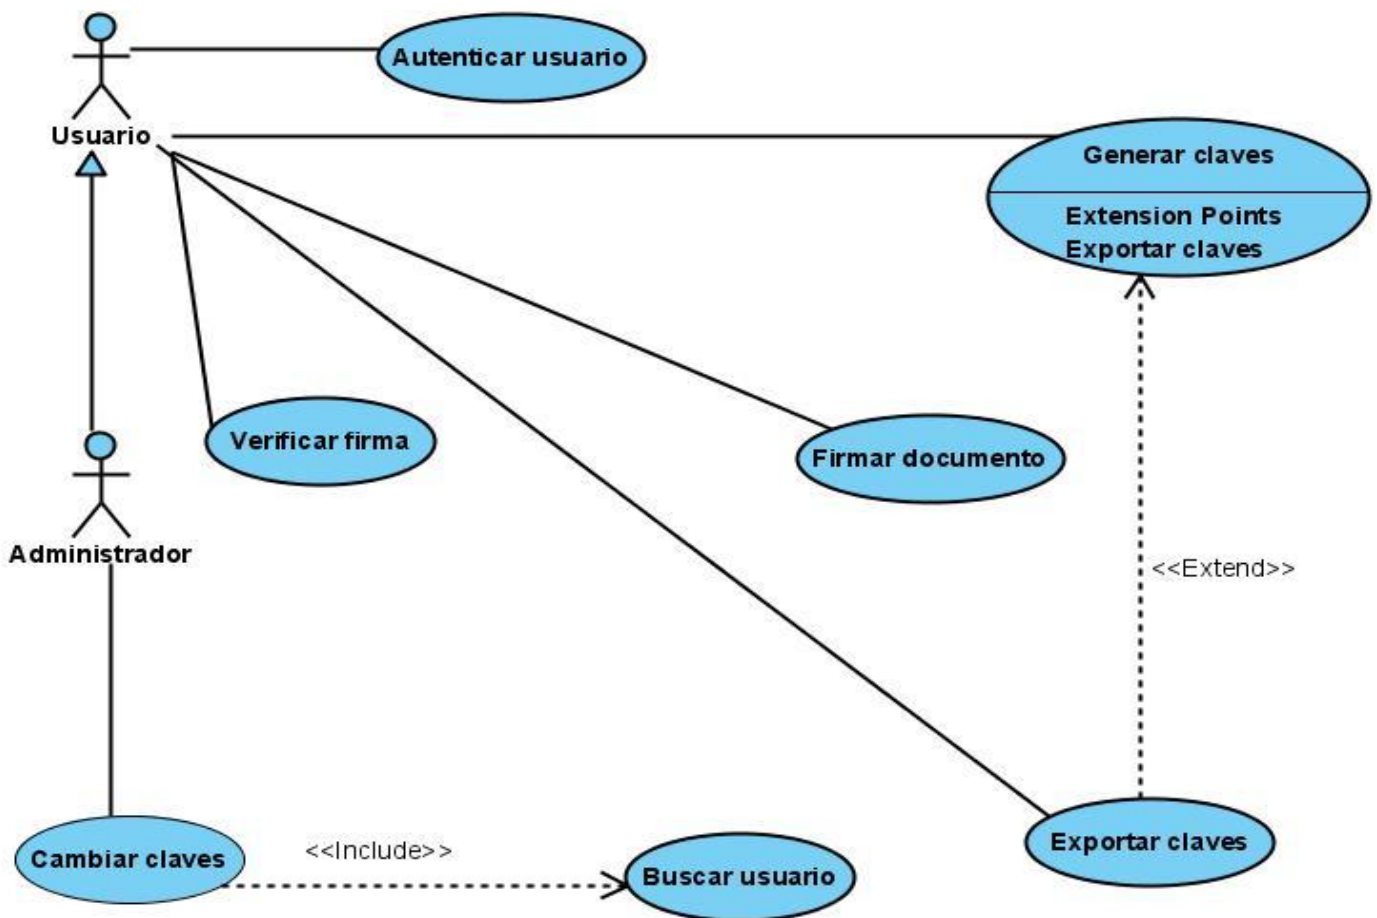 Autenticar usuario
Usuario
Generar claves
Extension Points
Exportar claves
Verificar firma
Firmar documento
Administrador
<<Extend>>
Cambiar claves
<<Include>>
Buscar usuario
Exportar claves